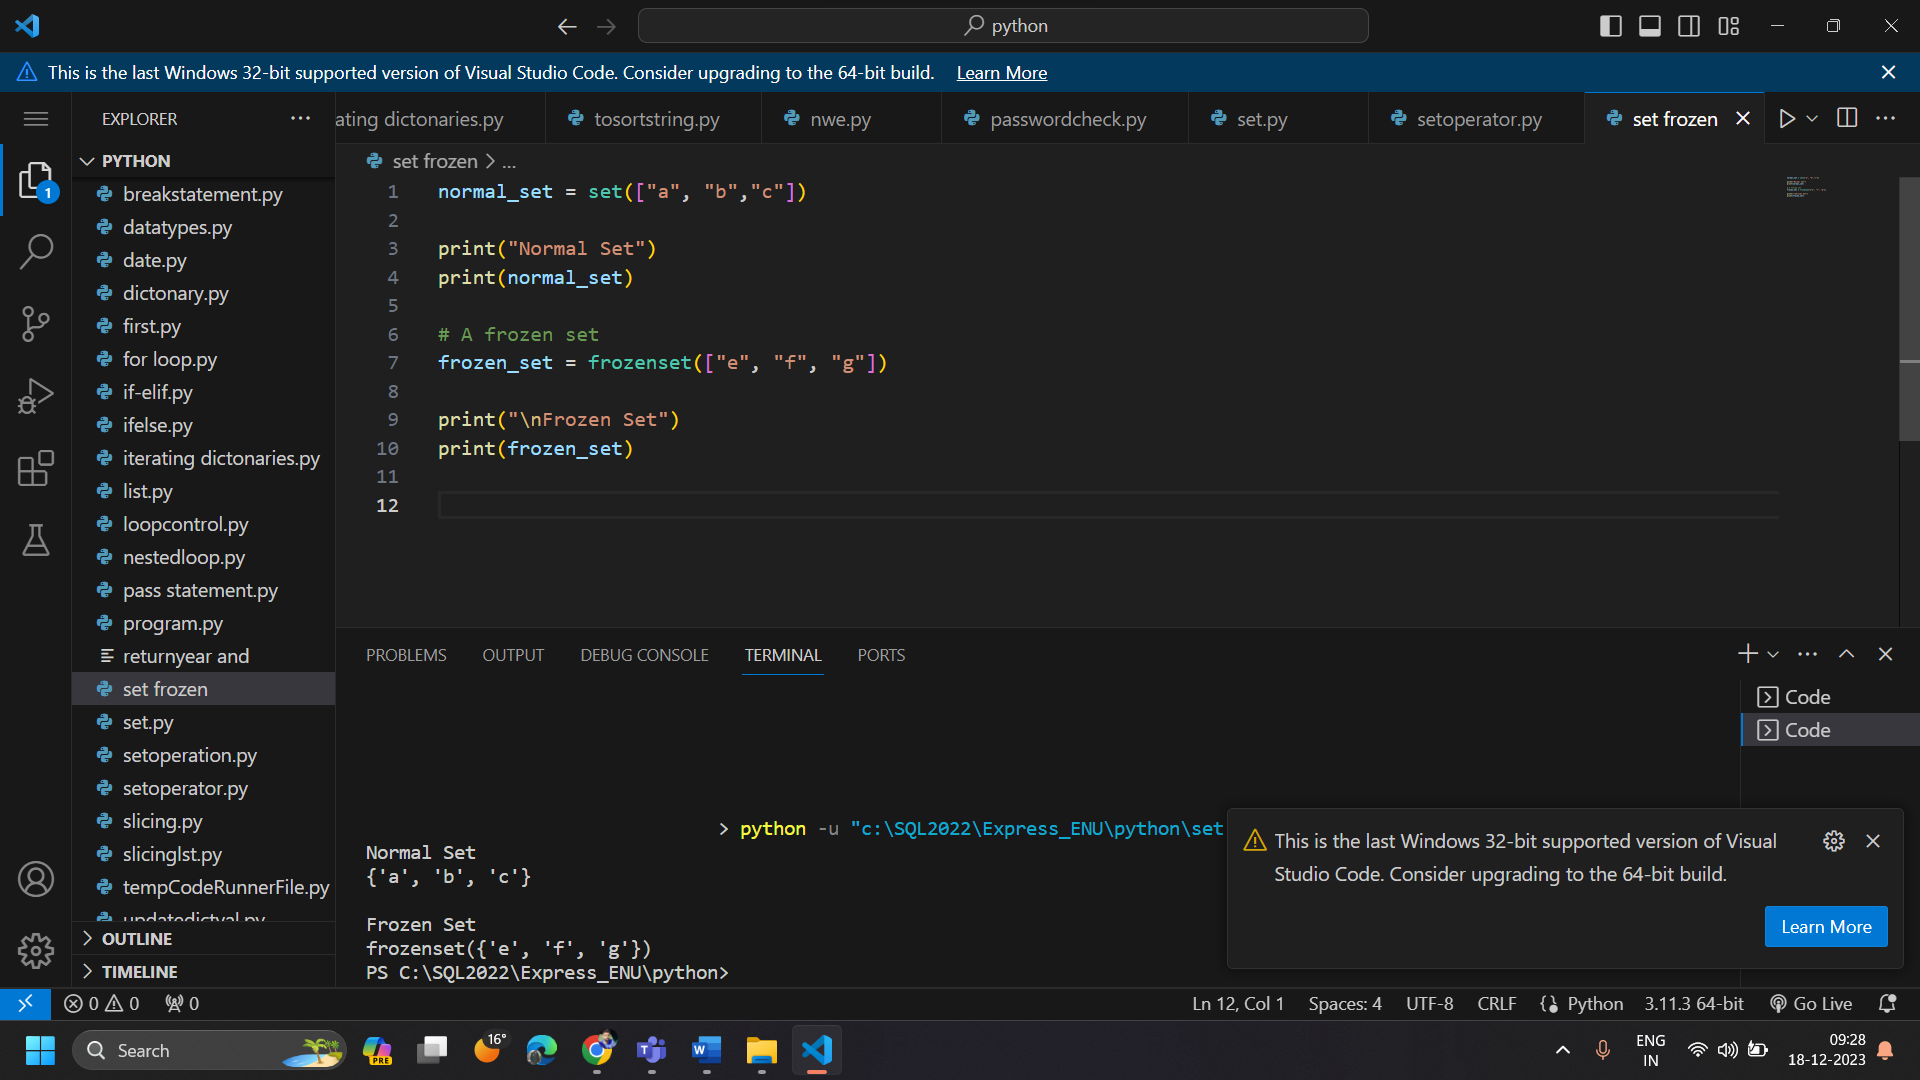 python
This is the last Windows 32-bit supported version of Visual Studio Code. Consider upgrading to the 64-bit build. Learn More
EXPLORER
ating dictonaries.py
tosortstring.py
nwe.py
passwordcheck.py
set.py
setoperator.py
set frozen
PYTHON
1
breakstatement.py
datatypes.py
date.py
dictonary.py
first.py
for loop.py
if-elif.py
ifelse.py
iterating dictonaries.py
list.py
loopcontrol.py
nestedloop.py
pass statement.py
program.py
returnyear and
set frozen
set.py
setoperation.py
setoperator.py
slicing.py
slicinglst.py
tempCodeRunnerFile.py
updatedictval.py
OUTLINE
TIMELINE
set frozen > ...
1 normal_set = set(["a", "b","c"])
2
3 print("Normal Set")
4 print(normal_set)
5
6 # A frozen set
7 frozen_set = frozenset(["e", "f", "g"])
8
9 print("\nFrozen Set")
10 print(frozen_set)
11
12
PROBLEMS OUTPUT DEBUG CONSOLE TERMINAL PORTS
Code
Code
> python -u "c:\SQL2022\Express_ENU\python\set
Normal Set
{'a', 'b', 'c'}
Frozen Set
frozenset({'e', 'f', 'g'})
PS C:\SQL2022\Express_ENU\python>
This is the last Windows 32-bit supported version of Visual
Studio Code. Consider upgrading to the 64-bit build.
Learn More
0 0 0
Ln 12, Col 1 Spaces: 4 UTF-8 CRLF Python 3.11.3 64-bit Go Live
Search
PRE
16°
ENG
IN
09:28
18-12-2023